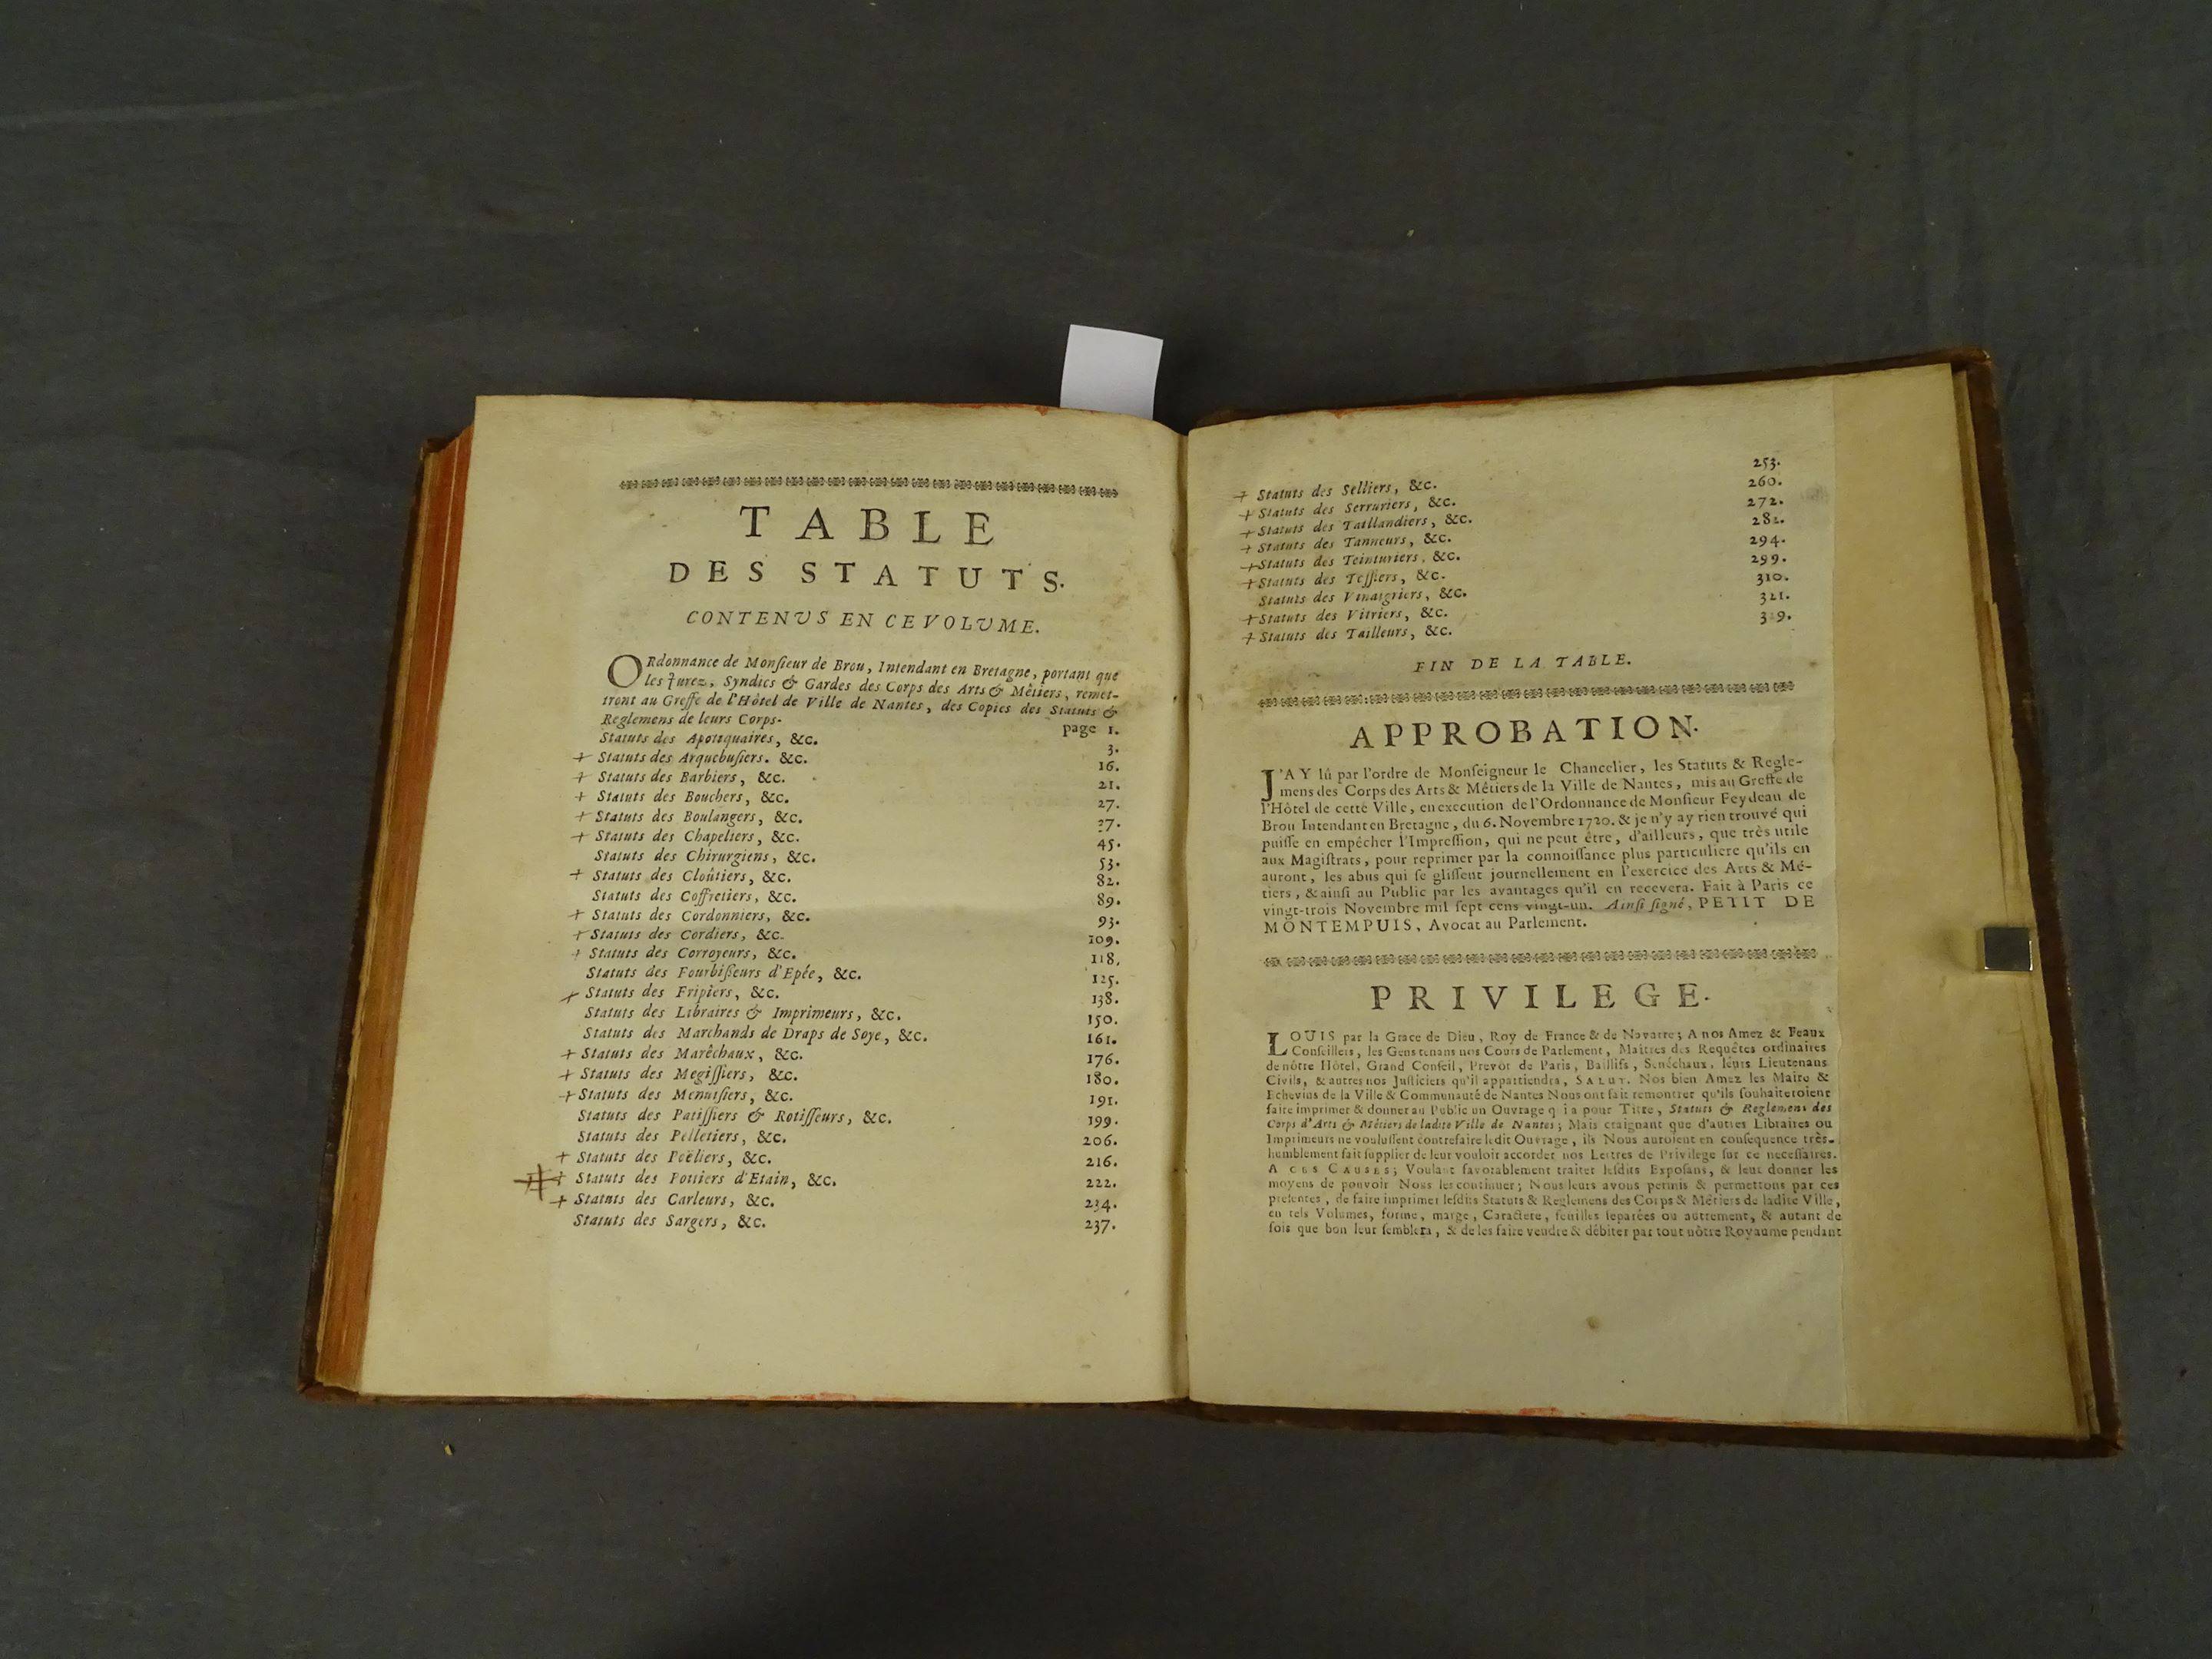 TABLE
DES STATUTS.
CONTENUS EN CE VOLUME.
ORdonnance de Monſieur de Brou, Intendant en Bretagne, portant que
les Jurez, Syndics & Gardes des Corps des Arts & Mêtiers, remet-
tront au Greffe de l'Hôtel de Ville de Nantes, des Copies des Statuts &
Reglemens de leurs Corps. page 1.
Statuts des Apotiquaires, &c. 3.
+ Statuts des Arquebuſiers. &c. 16.
+ Statuts des Barbiers, &c. 21.
+ Statuts des Bouchers, &c. 27.
+ Statuts des Boulangers, &c. 37.
+ Statuts des Chapeliers, &c. 45.
Statuts des Chirurgiens, &c. 53.
+ Statuts des Cloûtiers, &c. 82.
Statuts des Coffretiers, &c. 89.
+ Statuts des Cordonniers, &c. 93.
+ Statuts des Cordiers, &c. 109.
+ Statuts des Corroyeurs, &c. 118.
Statuts des Fourbiſſeurs d'Epée, &c. 125.
+ Statuts des Fripiers, &c. 138.
Statuts des Libraires & Imprimeurs, &c. 150.
Statuts des Marchands de Draps de Soye, &c. 161.
+ Statuts des Marêchaux, &c. 176.
+ Statuts des Megiſſiers, &c. 180.
+ Statuts des Menuiſiers, &c. 191.
Statuts des Patiſſiers & Rotiſſeurs, &c. 199.
Statuts des Pelletiers, &c. 206.
+ Statuts des Poëliers, &c. 216.
+ Statuts des Pottiers d'Etain, &c. 222.
+ Statuts des Carleurs, &c. 234.
Statuts des Sargers, &c. 237.
+ Statuts des Selliers, &c. 253.
+ Statuts des Serruriers, &c. 260.
+ Statuts des Taillandiers, &c. 272.
+ Statuts des Tanneurs, &c. 282.
+ Statuts des Teinturiers, &c. 294.
+ Statuts des Teſſiers, &c. 299.
Statuts des Vinaigriers, &c. 310.
+ Statuts des Vitriers, &c. 321.
+ Statuts des Tailleurs, &c. 329.
FIN DE LA TABLE.
APPROBATION.
J'AY lû par l'ordre de Monſeigneur le Chancelier, les Statuts & Regle-
mens des Corps des Arts & Mêtiers de la Ville de Nantes, mis au Greffe de
l'Hôtel de cette Ville, en execution de l'Ordonnance de Monſieur Feydeau de
Brou Intendant en Bretagne, du 6. Novembre 1720. & je n'y ay rien trouvé qui
puiſſe en empêcher l'Impreſſion, qui ne peut être, d'ailleurs, que très utile
aux Magiſtrats, pour reprimer par la connoiſſance plus particuliere qu'ils en
auront, les abus qui ſe gliſſent journellement en l'exercice des Arts & Mé-
tiers, & ainſi au Public par les avantages qu'il en recevera. Fait à Paris ce
vingt-trois Novembre mil ſept cens vingt-un. Ainſi ſigné, PETIT DE
MONTEMPUIS, Avocat au Parlement.
PRIVILEGE.
LOUIS par la Grace de Dieu, Roy de France & de Navarre; A nos Amez & Feaux
Conſeillers, les Gens tenans nos Cours de Parlement, Maîtres des Requêtes ordinaires
de nôtre Hôtel, Grand Conſeil, Prevôt de Paris, Baillifs, Senéchaux, leurs Lieutenans
Civils, & autres nos Juſticiers qu'il appartiendra, SALUT. Nos bien Amez les Maire &
Echevins de la Ville & Communauté de Nantes Nous ont fait remontrer qu'ils ſouhaiteroient
faire imprimer & donner au Public un Ouvrage qui a pour Titre, Statuts & Reglemens des
Corps d'Arts & Mêtiers de ladite Ville de Nantes; Mais craignant que d'autres Libraires ou
Imprimeurs ne vouluſſent contrefaire ledit Ouvrage, ils Nous auroient en conſequence très-
humblement fait ſupplier de leur vouloir accorder nos Lettres de Privilege ſur ce neceſſaires.
A CES CAUSES; Voulant favorablement traiter leſdits Expoſans, & leur donner les
moyens de pouvoir Nous les continuer; Nous leurs avons permis & permettons par ces
preſentes, de faire imprimer leſdits Statuts & Reglemens des Corps & Métiers de ladite Ville,
en tels Volumes, forme, marge, Caractere, feuilles ſeparées ou autrement, & autant de
fois que bon leur ſemblera, & de les faire vendre & débiter par tout nôtre Royaume pendant